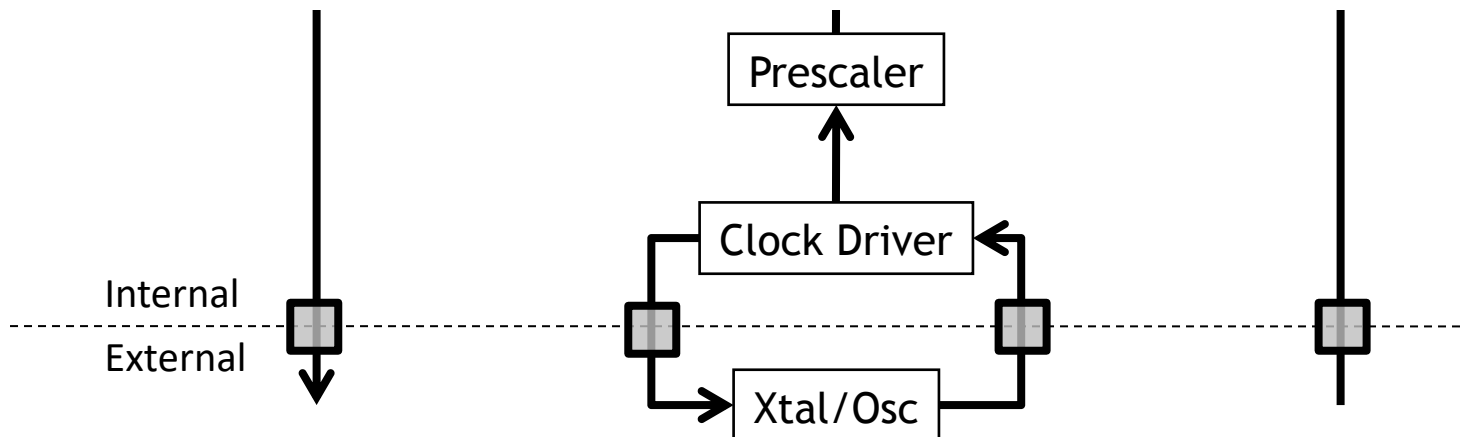 Prescaler
Clock Driver
Internal
External
Xtal/Osc